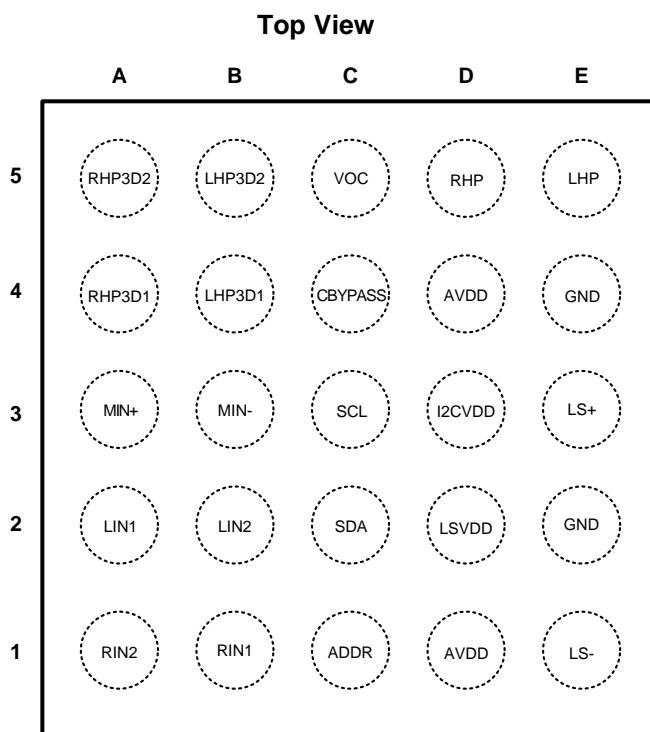 Top View
A B C D E
5 RHP3D2 LHP3D2 VOC RHP LHP
4 RHP3D1 LHP3D1 CBYPASS AVDD GND
3 MIN+ MIN- SCL I2CVDD LS+
2 LIN1 LIN2 SDA LSVDD GND
1 RIN2 RIN1 ADDR AVDD LS-